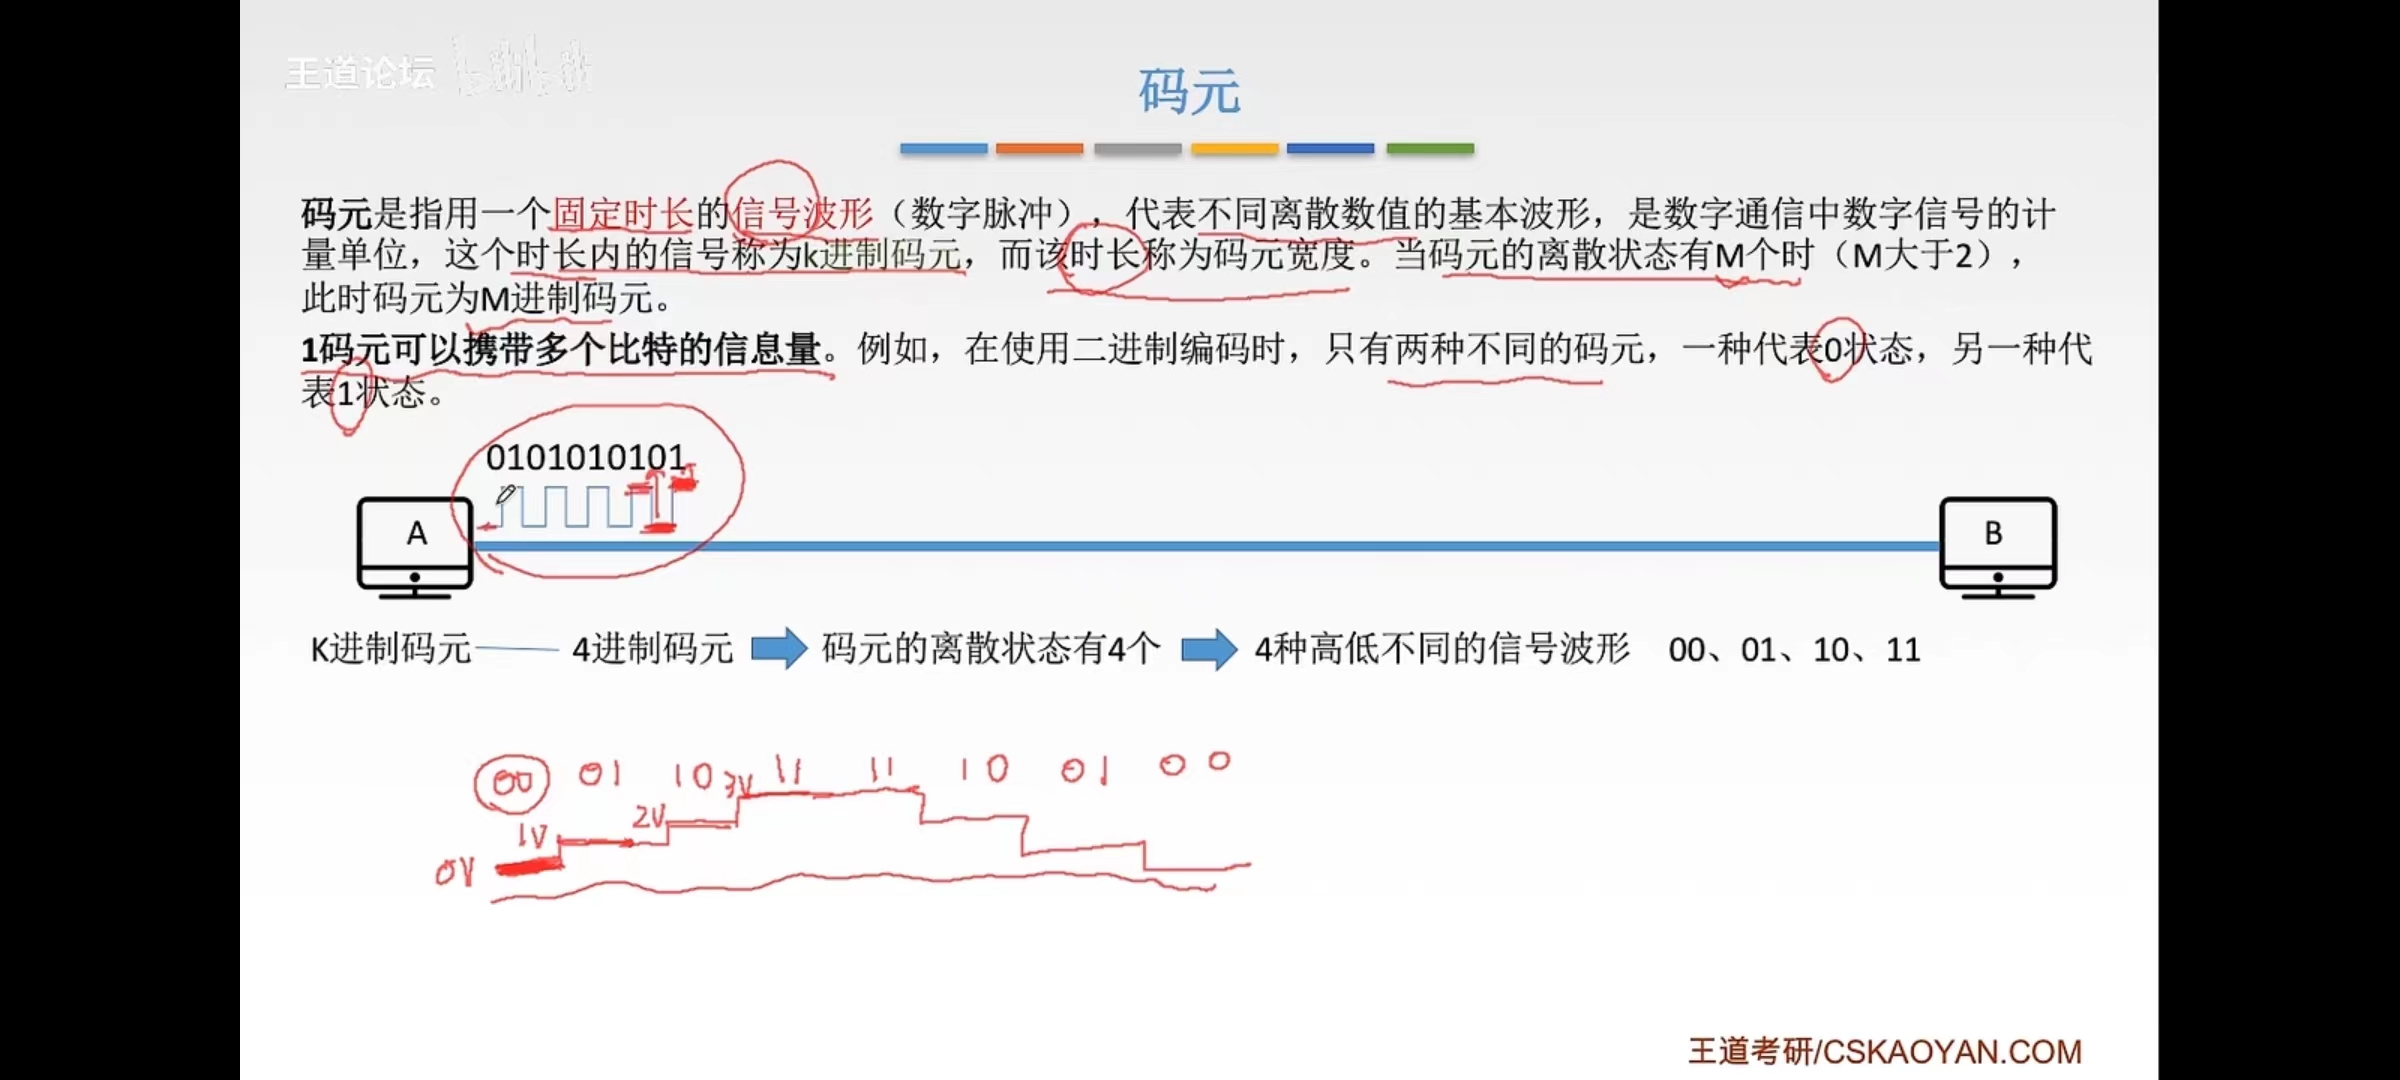 王道论坛
码元
码元是指用一个固定时长的信号波形（数字脉冲），代表不同离散数值的基本波形，是数字通信中数字信号的计
量单位，这个时长内的信号称为k进制码元，而该时长称为码元宽度。当码元的离散状态有M个时（M大于2），
此时码元为M进制码元。
1码元可以携带多个比特的信息量。例如，在使用二进制编码时，只有两种不同的码元，一种代表0状态，另一种代
表1状态。
0101010101
A
B
K进制码元 4进制码元 码元的离散状态有4个 4种高低不同的信号波形 00、01、10、11
00 01 10 11 11 10 01 00
3V
2V
1V
0V
王道考研/CSKAOYAN.COM